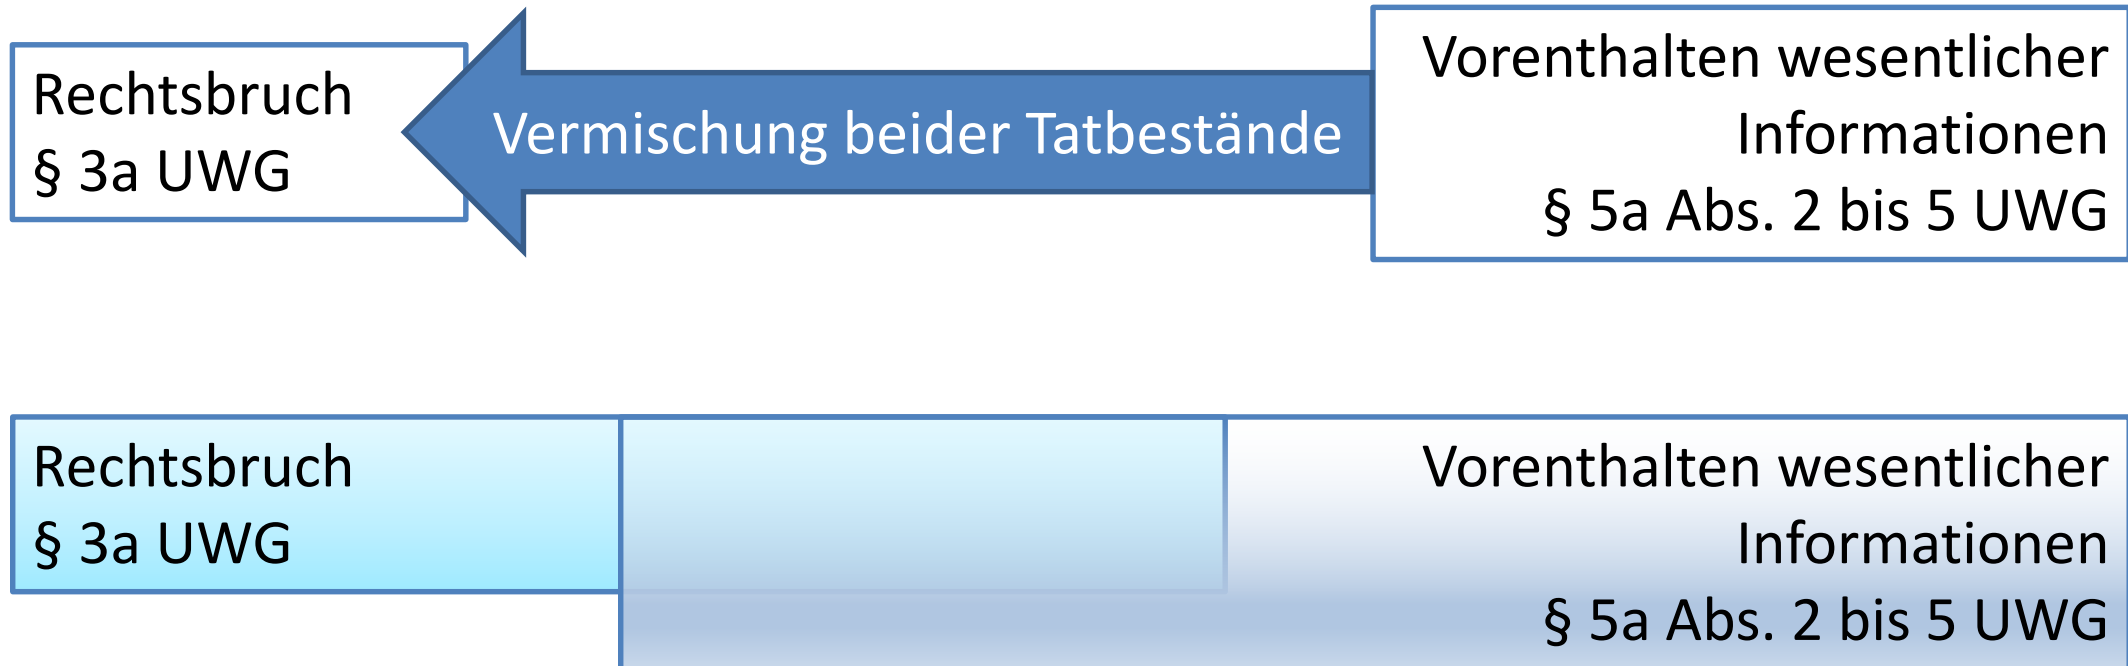 Rechtsbruch
§ 3a UWG
Vermischung beider Tatbestände
Vorenthalten wesentlicher
Informationen
§ 5a Abs. 2 bis 5 UWG
Rechtsbruch
§ 3a UWG
Vorenthalten wesentlicher
Informationen
§ 5a Abs. 2 bis 5 UWG